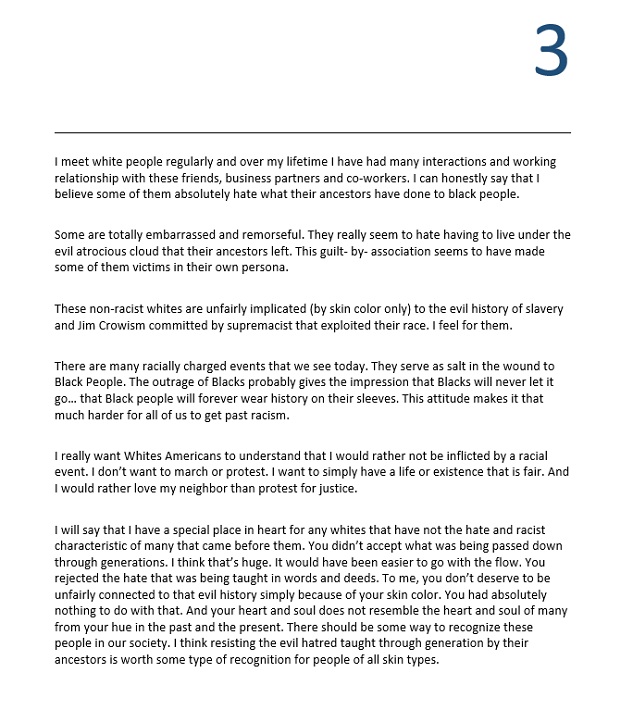 3
I meet white people regularly and over my lifetime I have had many interactions and working
relationship with these friends, business partners and co-workers. I can honestly say that I
believe some of them absolutely hate what their ancestors have done to black people.
Some are totally embarrassed and remorseful. They really seem to hate having to live under the
evil atrocious cloud that their ancestors left. This guilt- by- association seems to have made
some of them victims in their own persona.
These non-racist whites are unfairly implicated (by skin color only) to the evil history of slavery
and Jim Crowism committed by supremacist that exploited their race. I feel for them.
There are many racially charged events that we see today. They serve as salt in the wound to
Black People. The outrage of Blacks probably gives the impression that Blacks will never let it
go... that Black people will forever wear history on their sleeves. This attitude makes it that
much harder for all of us to get past racism.
I really want Whites Americans to understand that I would rather not be inflicted by a racial
event. I don't want to march or protest. I want to simply have a life or existence that is fair. And
I would rather love my neighbor than protest for justice.
I will say that I have a special place in heart for any whites that have not the hate and racist
characteristic of many that came before them. You didn't accept what was being passed down
through generations. I think that's huge. It would have been easier to go with the flow. You
rejected the hate that was being taught in words and deeds. To me, you don't deserve to be
unfairly connected to that evil history simply because of your skin color. You had absolutely
nothing to do with that. And your heart and soul does not resemble the heart and soul of many
from your hue in the past and the present. There should be some way to recognize these
people in our society. I think resisting the evil hatred taught through generation by their
ancestors is worth some type of recognition for people of all skin types.